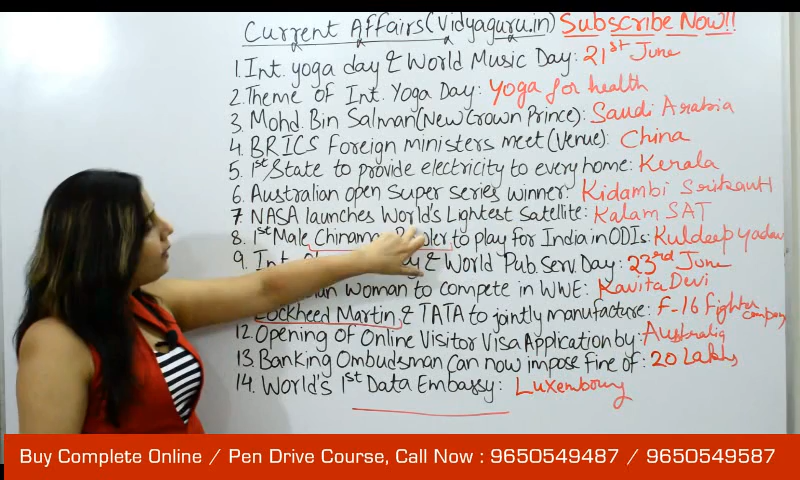 Current Affairs (Vidyaguru.in) Subscribe Now!!
1. Int. yoga day & World Music Day: 21st June
2. Theme of Int. Yoga Day: Yoga for health
3. Mohd. Bin Salman (New Crown Prince): Saudi Arabia
4. BRICS Foreign ministers meet (Venue): China
5. 1st State to provide electricity to every home: Kerala
6. Australian open Super Series winner: Kidambi Srikanth
7. NASA launches World's Lightest Satellite: Kalam SAT
8. 1st Male Chinaman to play for India in ODIs: Kuldeep yadav
9. Int. & World Pub. Serv. Day: 23rd June
woman to compete in WWE: Kavita Devi
Lockheed Martin & TATA to jointly manufacture: F-16 fighter company
12. Opening of Online Visitor Visa Application by: Australia
13. Banking Ombudsman Can now impose fine of: 20 Lakhs
14. World's 1st Data Embassy: Luxembourg
Buy Complete Online / Pen Drive Course, Call Now : 9650549487 / 9650549587